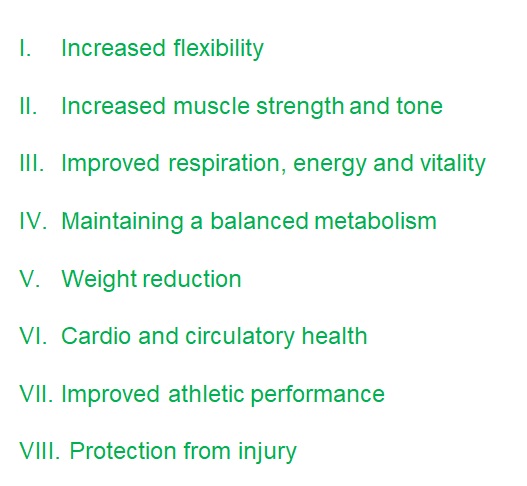 I. Increased flexibility
II. Increased muscle strength and tone
III. Improved respiration, energy and vitality
IV. Maintaining a balanced metabolism
V. Weight reduction
VI. Cardio and circulatory health
VII. Improved athletic performance
VIII. Protection from injury